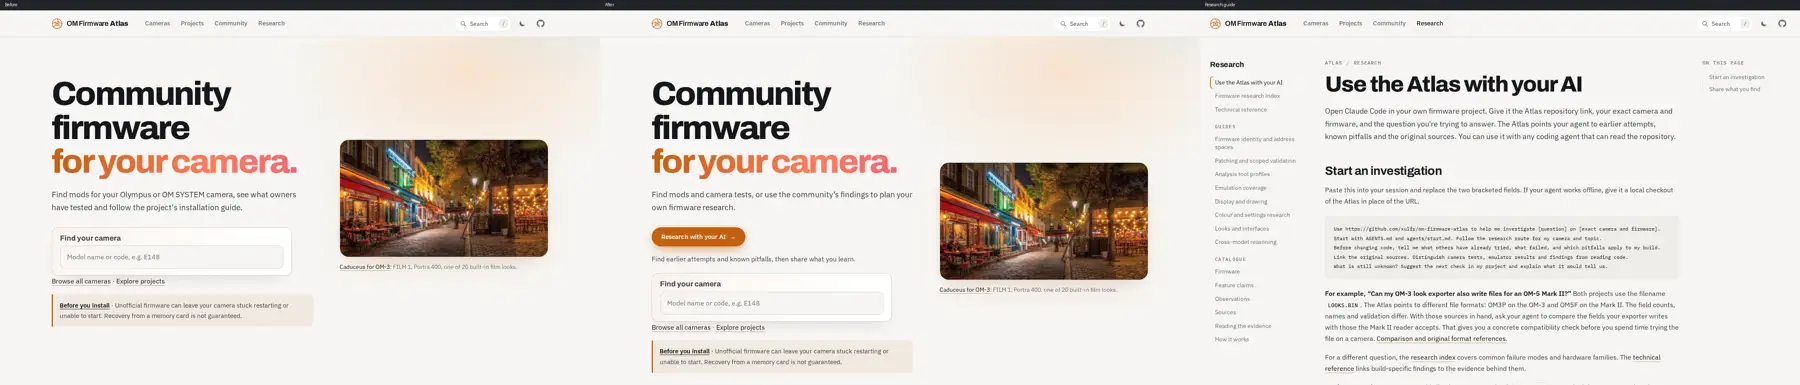 Before
OM Firmware Atlas
Cameras Projects Community Research
Search /
Community
firmware
for your camera.
Find mods for your Olympus or OM SYSTEM camera, see what owners
have tested and follow the project's installation guide.
Find your camera
Model name or code, e.g. E148
Browse all cameras · Explore projects
Before you install · Unofficial firmware can leave your camera stuck restarting or
unable to start. Recovery from a memory card is not guaranteed.
Caduceus for OM-3: FILM 1, Portra 400, one of 20 built-in film looks.
After
OM Firmware Atlas
Cameras Projects Community Research
Search /
Community
firmware
for your camera.
Find mods and camera tests, or use the community's findings to plan your
own firmware research.
Research with your AI →
Find earlier attempts and known pitfalls, then share what you learn.
Find your camera
Model name or code, e.g. E148
Browse all cameras · Explore projects
Before you install · Unofficial firmware can leave your camera stuck restarting or
unable to start. Recovery from a memory card is not guaranteed.
Caduceus for OM-3: FILM 1, Portra 400, one of 20 built-in film looks.
Research guide
OM Firmware Atlas
Cameras Projects Community Research
Search /
Research
Use the Atlas with your AI
Firmware research index
Technical reference
GUIDES
Firmware identity and address
spaces
Patching and scoped validation
Analysis tool profiles
Emulation coverage
Display and drawing
Colour and settings research
Looks and interfaces
Cross-model reasoning
CATALOGUE
Firmware
Feature claims
Observations
Sources
Reading the evidence
How it works
ATLAS / RESEARCH
Use the Atlas with your AI
Open Claude Code in your own firmware project. Give it the Atlas repository link, your exact camera and
firmware, and the question you're trying to answer. The Atlas points your agent to earlier attempts,
known pitfalls and the original sources. You can use it with any coding agent that can read the repository.
Start an investigation
Paste this into your session and replace the two bracketed fields. If your agent works offline, give it a local checkout
of the Atlas in place of the URL.
Use https://github.com/xulfr/om-firmware-atlas to help me investigate [question] on [exact camera and firmware].
Start with AGENTS.md and agents/start.md. Follow the research route for my camera and topic.
Before changing code, tell me what others have already tried, what failed, and which pitfalls apply to my build.
Link the original sources. Distinguish camera tests, emulator results and findings from reading code.
What is still unknown? Suggest the next check in my project and explain what it would tell us.
For example, "Can my OM-3 look exporter also write files for an OM-5 Mark II?" Both projects use the filename
LOOKS.BIN . The Atlas points to different file formats: OM3P on the OM-3 and OM5F on the Mark II. The field counts,
names and validation differ. With those sources in hand, ask your agent to compare the fields your exporter writes
with those the Mark II reader accepts. That gives you a concrete compatibility check before you spend time trying the
file on a camera. Comparison and original format references.
For a different question, the research index covers common failure modes and hardware families. The technical
reference links build-specific findings to the evidence behind them.
ON THIS PAGE
Start an investigation
Share what you find